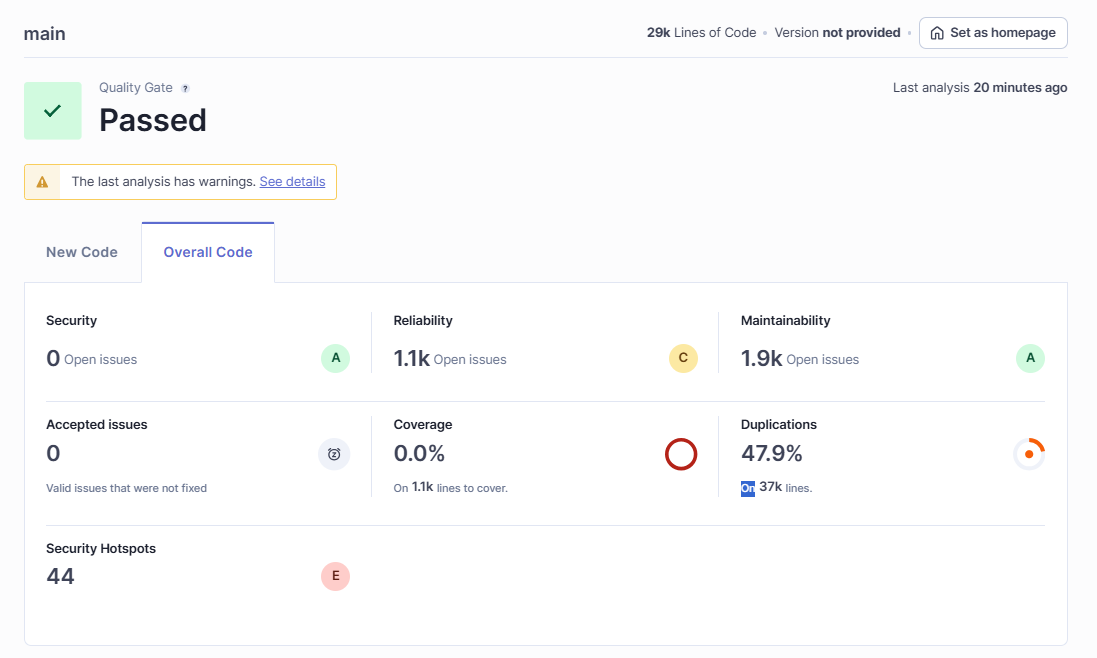 main
29k Lines of Code • Version not provided • Set as homepage
Quality Gate ?
Passed
Last analysis 20 minutes ago
The last analysis has warnings. See details
New Code
Overall Code
Security
0 Open issues
A
Reliability
1.1k Open issues
C
Maintainability
1.9k Open issues
A
Accepted issues
0
Valid issues that were not fixed
Coverage
0.0%
On 1.1k lines to cover.
Duplications
47.9%
On 37k lines.
Security Hotspots
44
E